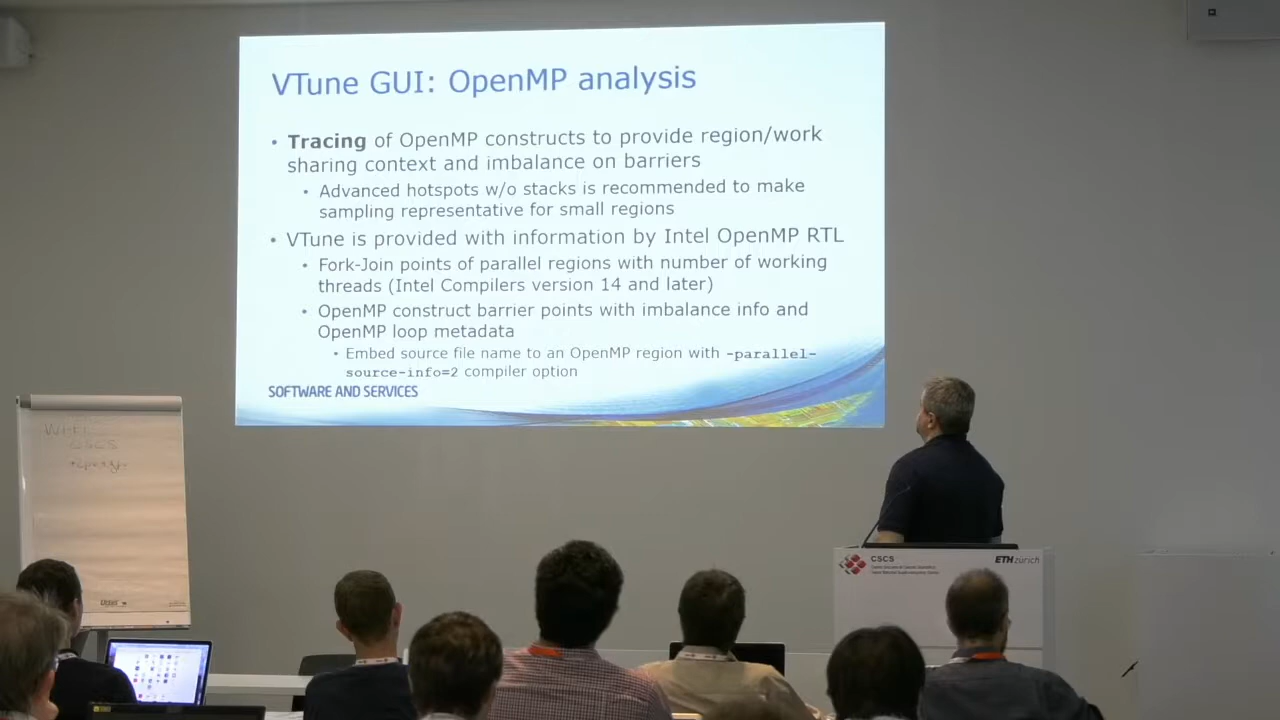 VTune GUI: OpenMP analysis
• Tracing of OpenMP constructs to provide region/work
sharing context and imbalance on barriers
• Advanced hotspots w/o stacks is recommended to make
sampling representative for small regions
• VTune is provided with information by Intel OpenMP RTL
• Fork-Join points of parallel regions with number of working
threads (Intel Compilers version 14 and later)
• OpenMP construct barrier points with imbalance info and
OpenMP loop metadata
• Embed source file name to an OpenMP region with -parallel-
source-info=2 compiler option
SOFTWARE AND SERVICES
CSCS
CSCS
ETH zürich